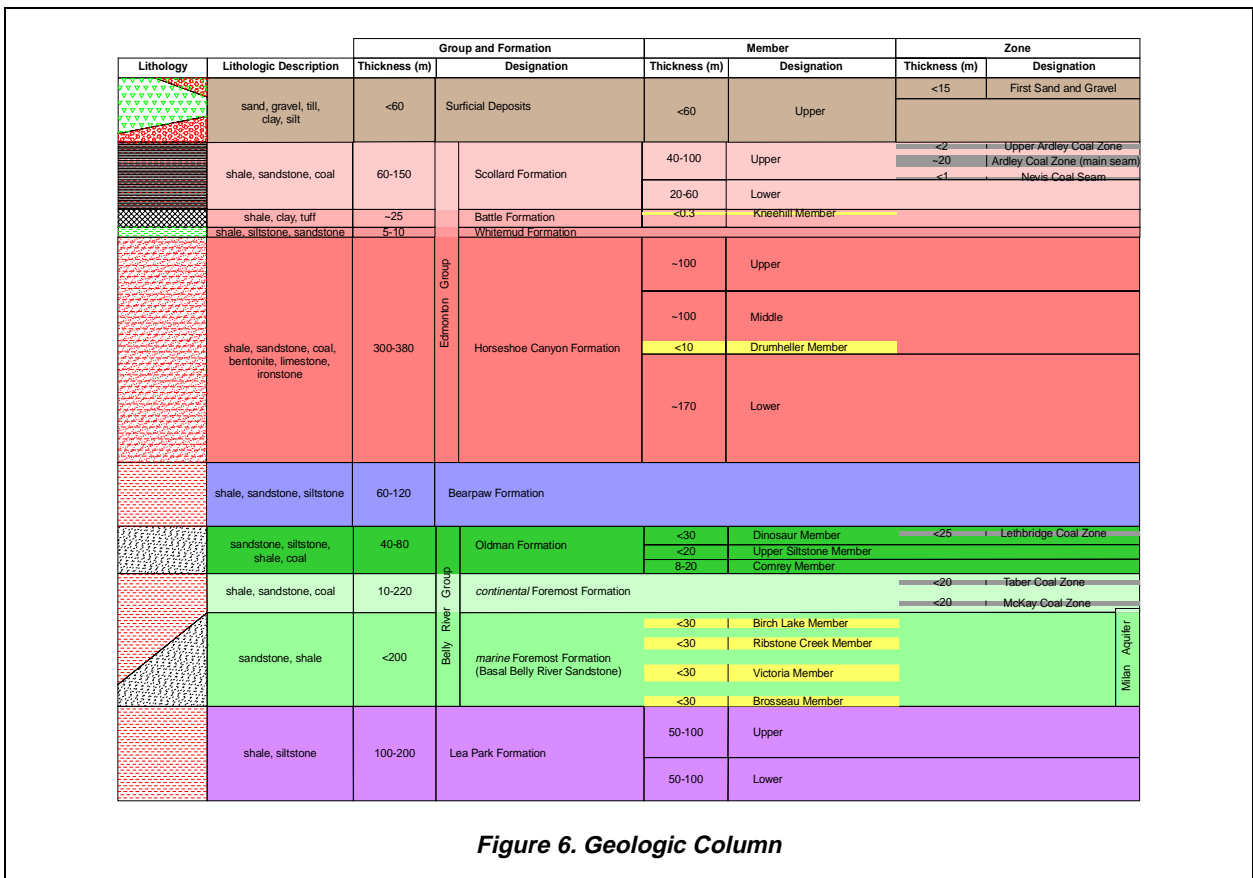 Group and Formation Member Zone
Lithology Lithologic Description Thickness (m) Designation Thickness (m) Designation Thickness (m) Designation
<15 First Sand and Gravel
sand, gravel, till,
clay, silt
<60 Surficial Deposits <60 Upper
<2 Upper Ardley Coal Zone
~20 Ardley Coal Zone (main seam)
<1 Nevis Coal Seam
shale, sandstone, coal 60-150 Scollard Formation
40-100 Upper
20-60 Lower
shale, clay, tuff ~25 Battle Formation <0.3 Kneehill Member
shale, siltstone, sandstone 5-10 Whitemud Formation
Edmonton Group
~100 Upper
~100 Middle
shale, sandstone, coal,
bentonite, limestone,
ironstone
300-380 Horseshoe Canyon Formation
<10 Drumheller Member
~170 Lower
shale, sandstone, siltstone 60-120 Bearpaw Formation
Belly River Group
sandstone, siltstone,
shale, coal
40-80 Oldman Formation
<30 Dinosaur Member <25 Lethbridge Coal Zone
<20 Upper Siltstone Member
8-20 Comrey Member
shale, sandstone, coal 10-220 continental Foremost Formation
<20 Taber Coal Zone
<20 McKay Coal Zone
sandstone, shale <200 marine Foremost Formation
(Basal Belly River Sandstone)
<30 Birch Lake Member
<30 Ribstone Creek Member
<30 Victoria Member
<30 Brosseau Member
Milan Aquifer
shale, siltstone 100-200 Lea Park Formation
50-100 Upper
50-100 Lower
Figure 6. Geologic Column